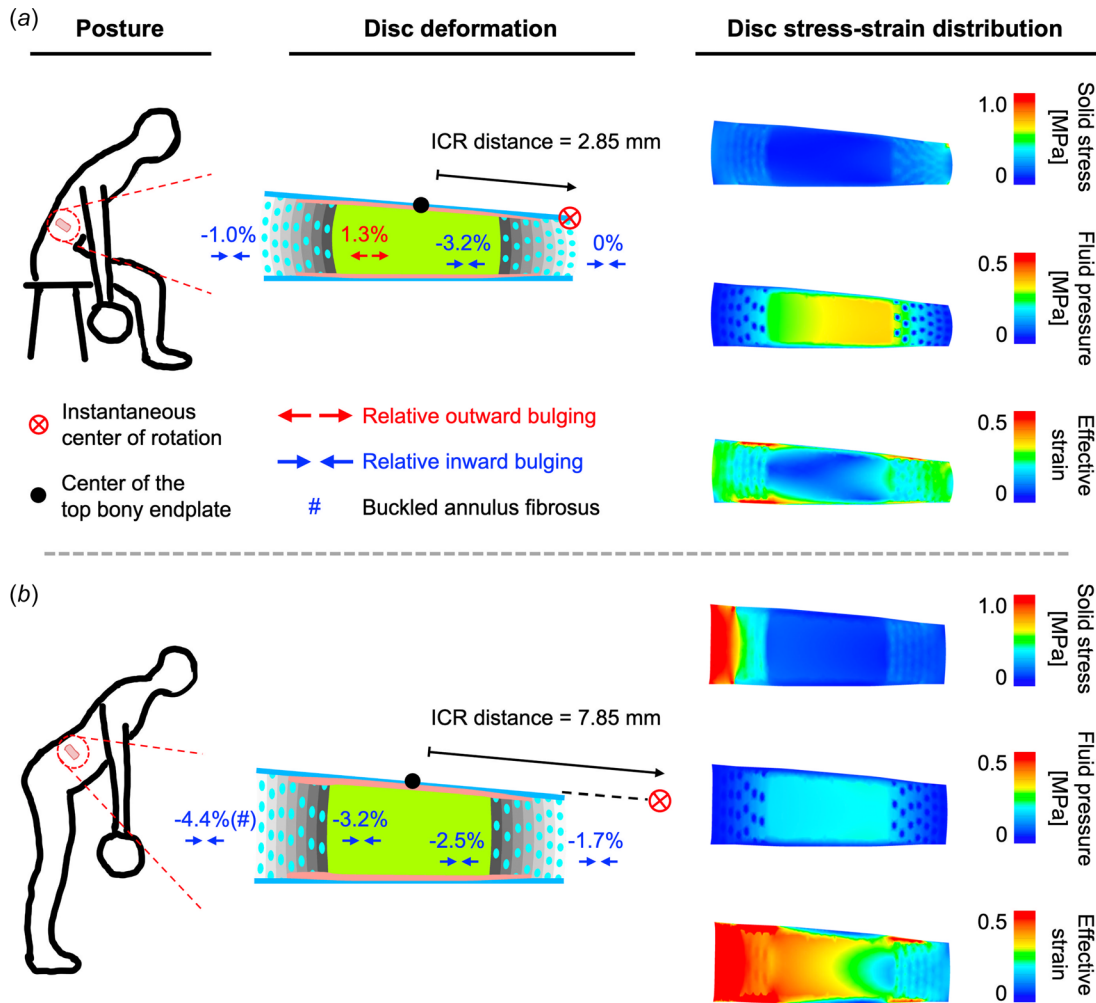 (a)
Posture
Disc deformation
Disc stress-strain distribution
ICR distance = 2.85 mm
-1.0%
1.3%
-3.2%
0%
1.0
0
Solid stress
[MPa]
0.5
0
Fluid pressure
[MPa]
0.5
0
Effective
strain
Instantaneous
center of rotation
Center of the
top bony endplate
Relative outward bulging
Relative inward bulging
# Buckled annulus fibrosus
(b)
ICR distance = 7.85 mm
-4.4%(#)
-3.2%
-2.5%
-1.7%
1.0
0
Solid stress
[MPa]
0.5
0
Fluid pressure
[MPa]
0.5
0
Effective
strain